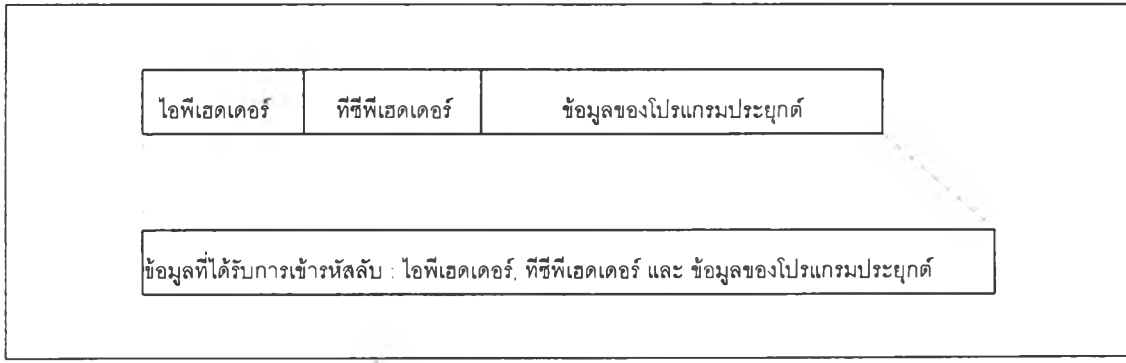 ไอพีเฮดเดอร์ ทีซีพีเฮดเดอร์ ข้อมูลของโปรแกรมประยุกต์
ข้อมูลที่ได้รับการเข้ารหัสลับ : ไอพีเฮดเดอร์, ทีซีพีเฮดเดอร์ และ ข้อมูลของโปรแกรมประยุกต์